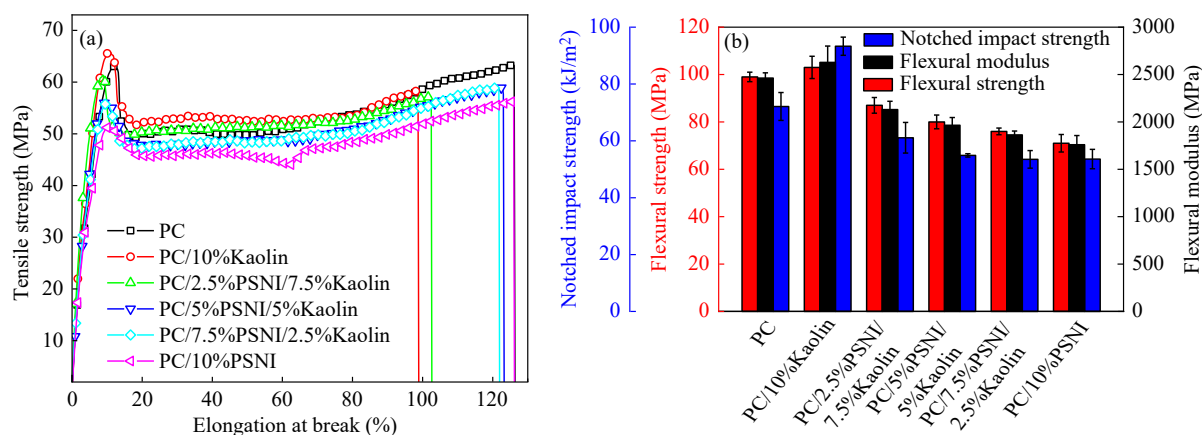 (a)
70
60
50
40
30
20
10
Tensile strength (MPa)
PC
PC/10%Kaolin
PC/2.5%PSNI/7.5%Kaolin
PC/5%PSNI/5%Kaolin
PC/7.5%PSNI/2.5%Kaolin
PC/10%PSNI
0 20 40 60 80 100 120
Elongation at break (%)
(b)
100
80
60
40
20
0
Notched impact strength (kJ/m²)
120
100
80
60
40
20
0
Flexural strength (MPa)
Notched impact strength
Flexural modulus
Flexural strength
3000
2500
2000
1500
1000
500
0
Flexural modulus (MPa)
PC
PC/10%Kaolin
PC/2.5%PSNI/
7.5%Kaolin
PC/5%PSNI/
5%Kaolin
PC/7.5%PSNI/
2.5%Kaolin
PC/10%PSNI